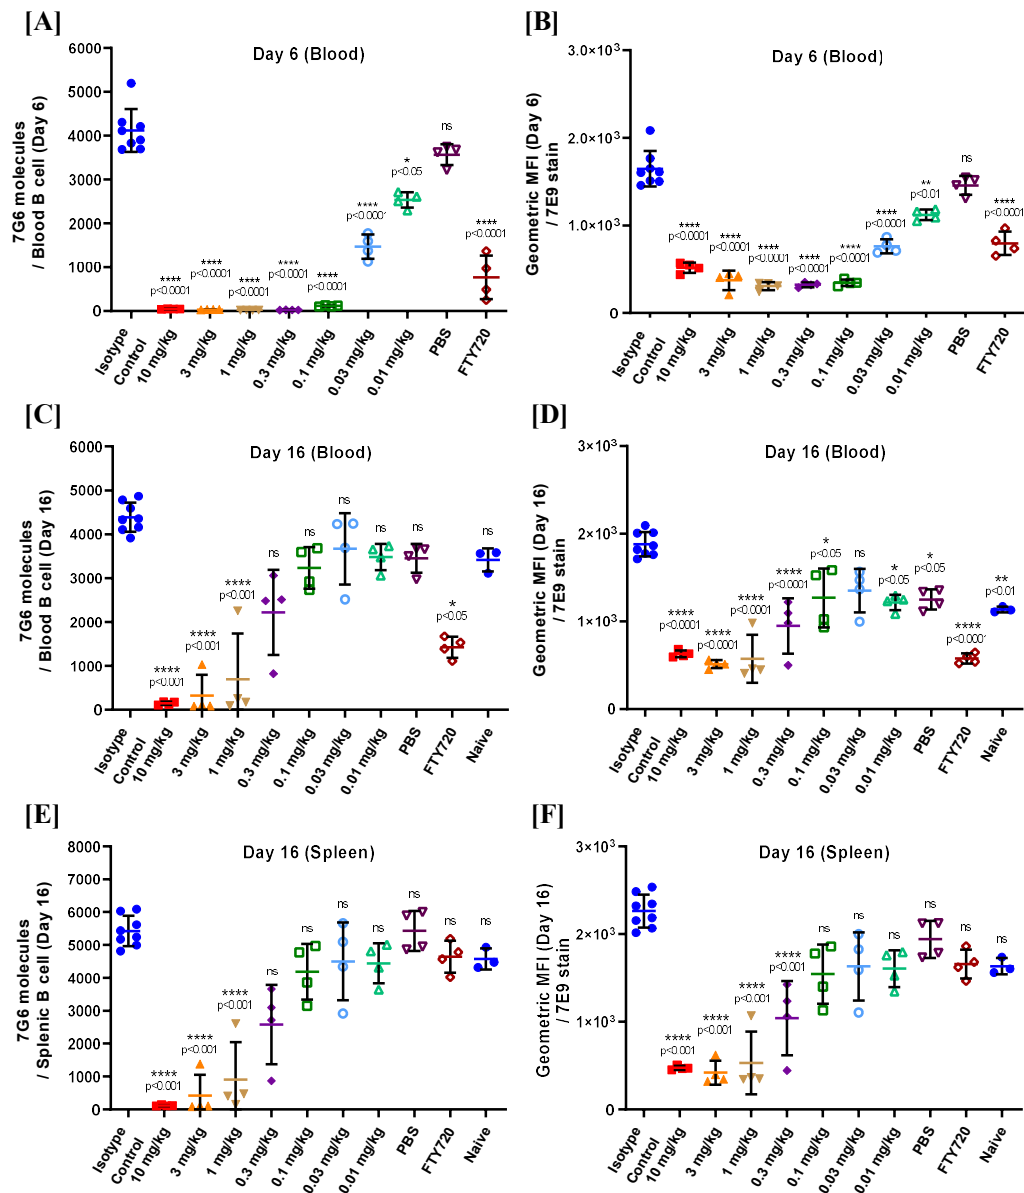 [A]
Day 6 (Blood)
7G6 molecules
/ Blood B cell (Day 6)
6000
5000
4000
3000
2000
1000
0
****
p<0.0001
****
p<0.0001
****
p<0.0001
****
p<0.0001
****
p<0.0001
****
p<0.0001
*
p<0.05
ns
****
p<0.0001
Isotype
Control
10 mg/kg
3 mg/kg
1 mg/kg
0.3 mg/kg
0.1 mg/kg
0.03 mg/kg
0.01 mg/kg
PBS
FTY720
[B]
Day 6 (Blood)
Geometric MFI (Day 6)
/ 7E9 stain
3.0×10³
2.0×10³
1.0×10³
0
****
p<0.0001
****
p<0.0001
****
p<0.0001
****
p<0.0001
****
p<0.0001
****
p<0.0001
**
p<0.01
ns
****
p<0.0001
Isotype
Control
10 mg/kg
3 mg/kg
1 mg/kg
0.3 mg/kg
0.1 mg/kg
0.03 mg/kg
0.01 mg/kg
PBS
FTY720
[C]
Day 16 (Blood)
7G6 molecules
/ Blood B cell (Day 16)
6000
5000
4000
3000
2000
1000
0
****
p<0.001
****
p<0.001
****
p<0.001
ns
ns
ns
ns
ns
*
p<0.05
ns
Isotype
Control
10 mg/kg
3 mg/kg
1 mg/kg
0.3 mg/kg
0.1 mg/kg
0.03 mg/kg
0.01 mg/kg
PBS
FTY720
Naive
[D]
Day 16 (Blood)
Geometric MFI (Day 16)
/ 7E9 stain
3×10³
2×10³
1×10³
0
****
p<0.0001
****
p<0.0001
****
p<0.0001
****
p<0.0001
*
p<0.05
ns
*
p<0.05
*
p<0.05
****
p<0.0001
**
p<0.01
Isotype
Control
10 mg/kg
3 mg/kg
1 mg/kg
0.3 mg/kg
0.1 mg/kg
0.03 mg/kg
0.01 mg/kg
PBS
FTY720
Naive
[E]
Day 16 (Spleen)
7G6 molecules
/ Splenic B cell (Day 16)
8000
7000
6000
5000
4000
3000
2000
1000
0
****
p<0.001
****
p<0.001
****
p<0.001
****
p<0.001
ns
ns
ns
ns
ns
ns
Isotype
Control
10 mg/kg
3 mg/kg
1 mg/kg
0.3 mg/kg
0.1 mg/kg
0.03 mg/kg
0.01 mg/kg
PBS
FTY720
Naive
[F]
Day 16 (Spleen)
Geometric MFI (Day 16)
/ 7E9 stain
3×10³
2×10³
1×10³
0
****
p<0.001
****
p<0.001
****
p<0.001
****
p<0.001
ns
ns
ns
ns
ns
ns
Isotype
Control
10 mg/kg
3 mg/kg
1 mg/kg
0.3 mg/kg
0.1 mg/kg
0.03 mg/kg
0.01 mg/kg
PBS
FTY720
Naive